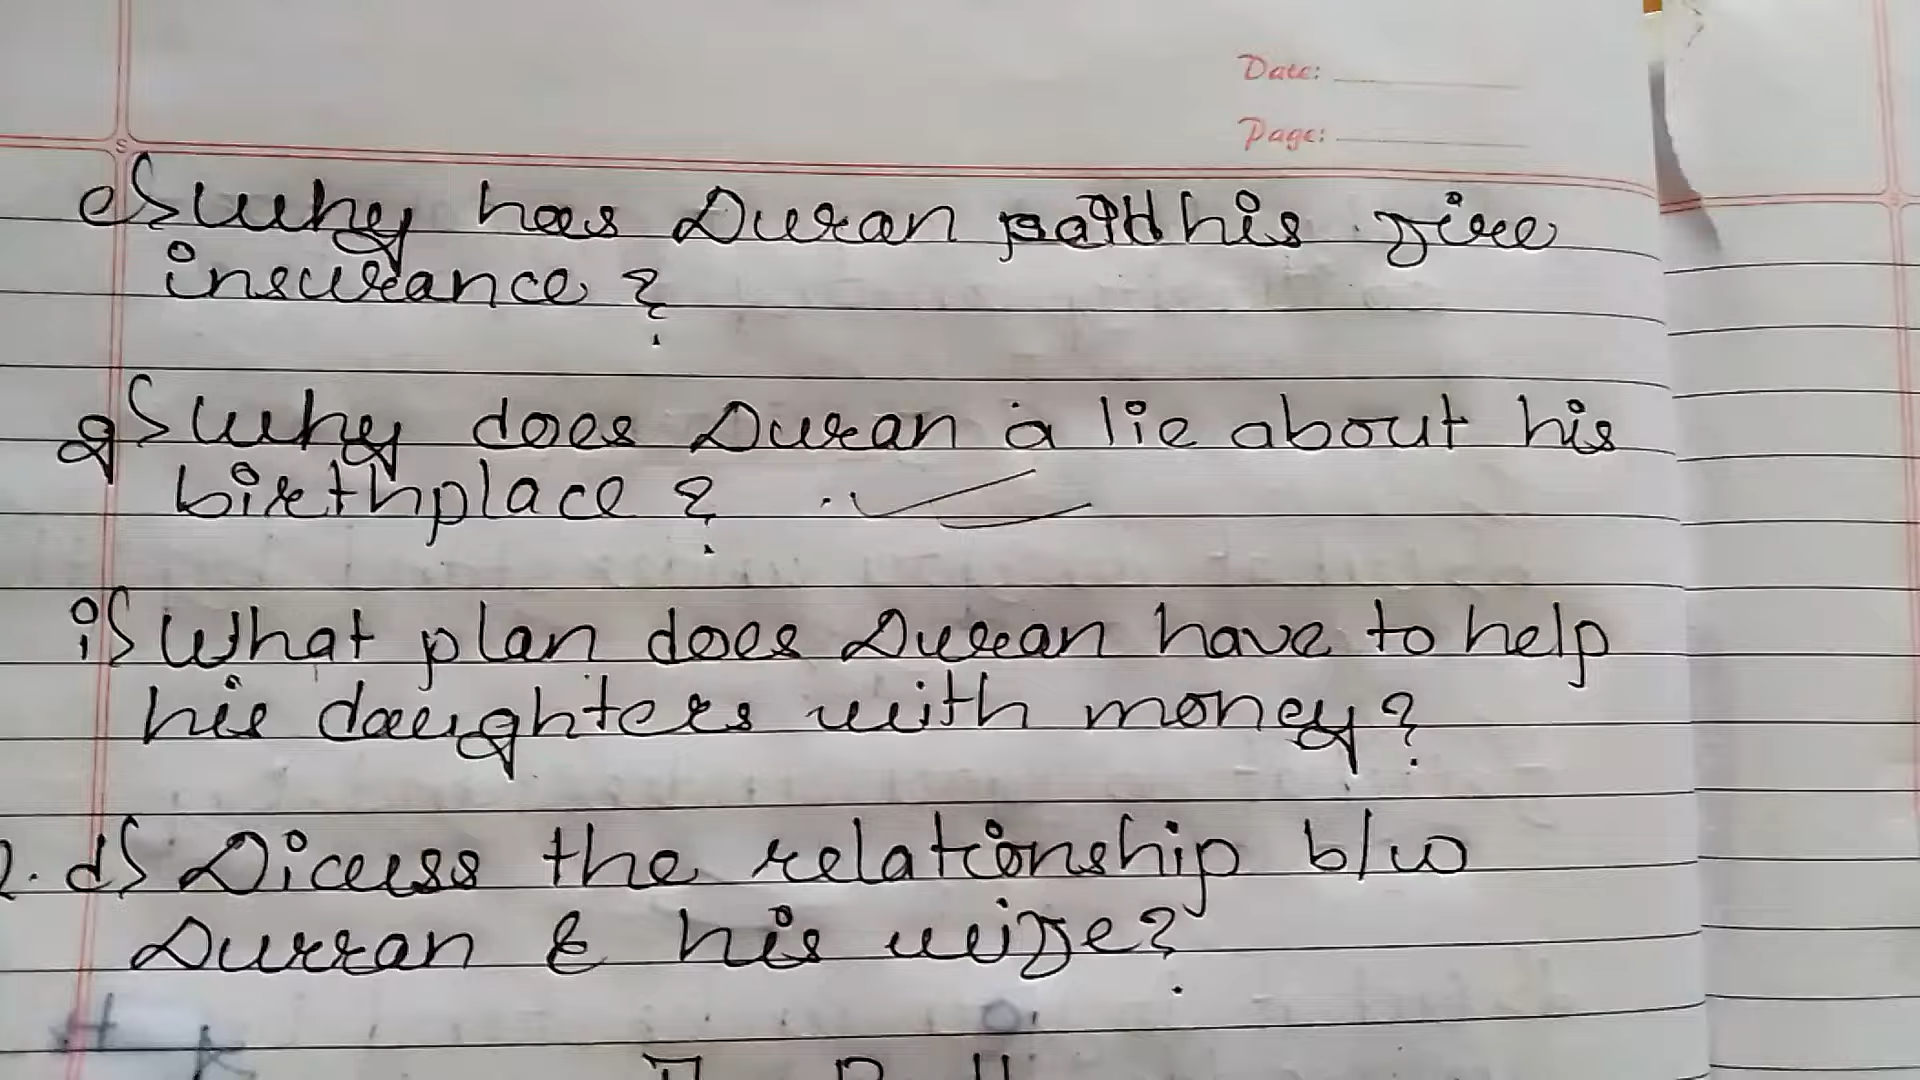 Date:
Page:
e) why has Duran paid his fire
insurance?
g) why does Duran a lie about his
birthplace?
i) What plan does Duran have to help
his daughters with money?
2. d) Dicuss the relationship b/w
Durran & his wife?